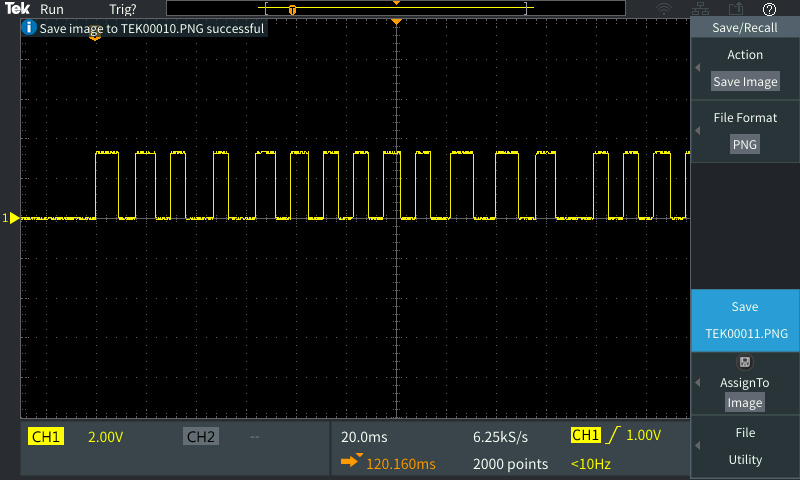 Tek Run Trig?
T
Save image to TEK00010.PNG successful
Save/Recall
Action
Save Image
File Format
PNG
1
Save
TEK00011.PNG
AssignTo
Image
File
Utility
CH1 2.00V CH2 -- 20.0ms 6.25kS/s CH1 1.00V
120.160ms 2000 points <10Hz